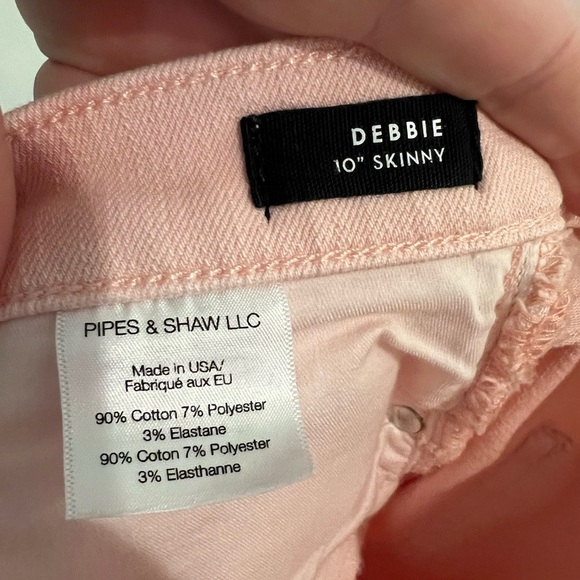 DEBBIE
10" SKINNY
PIPES & SHAW LLC
Made in USA/
Fabriqué aux EU
90% Cotton 7% Polyester
3% Elastane
90% Coton 7% Polyester
3% Elasthanne